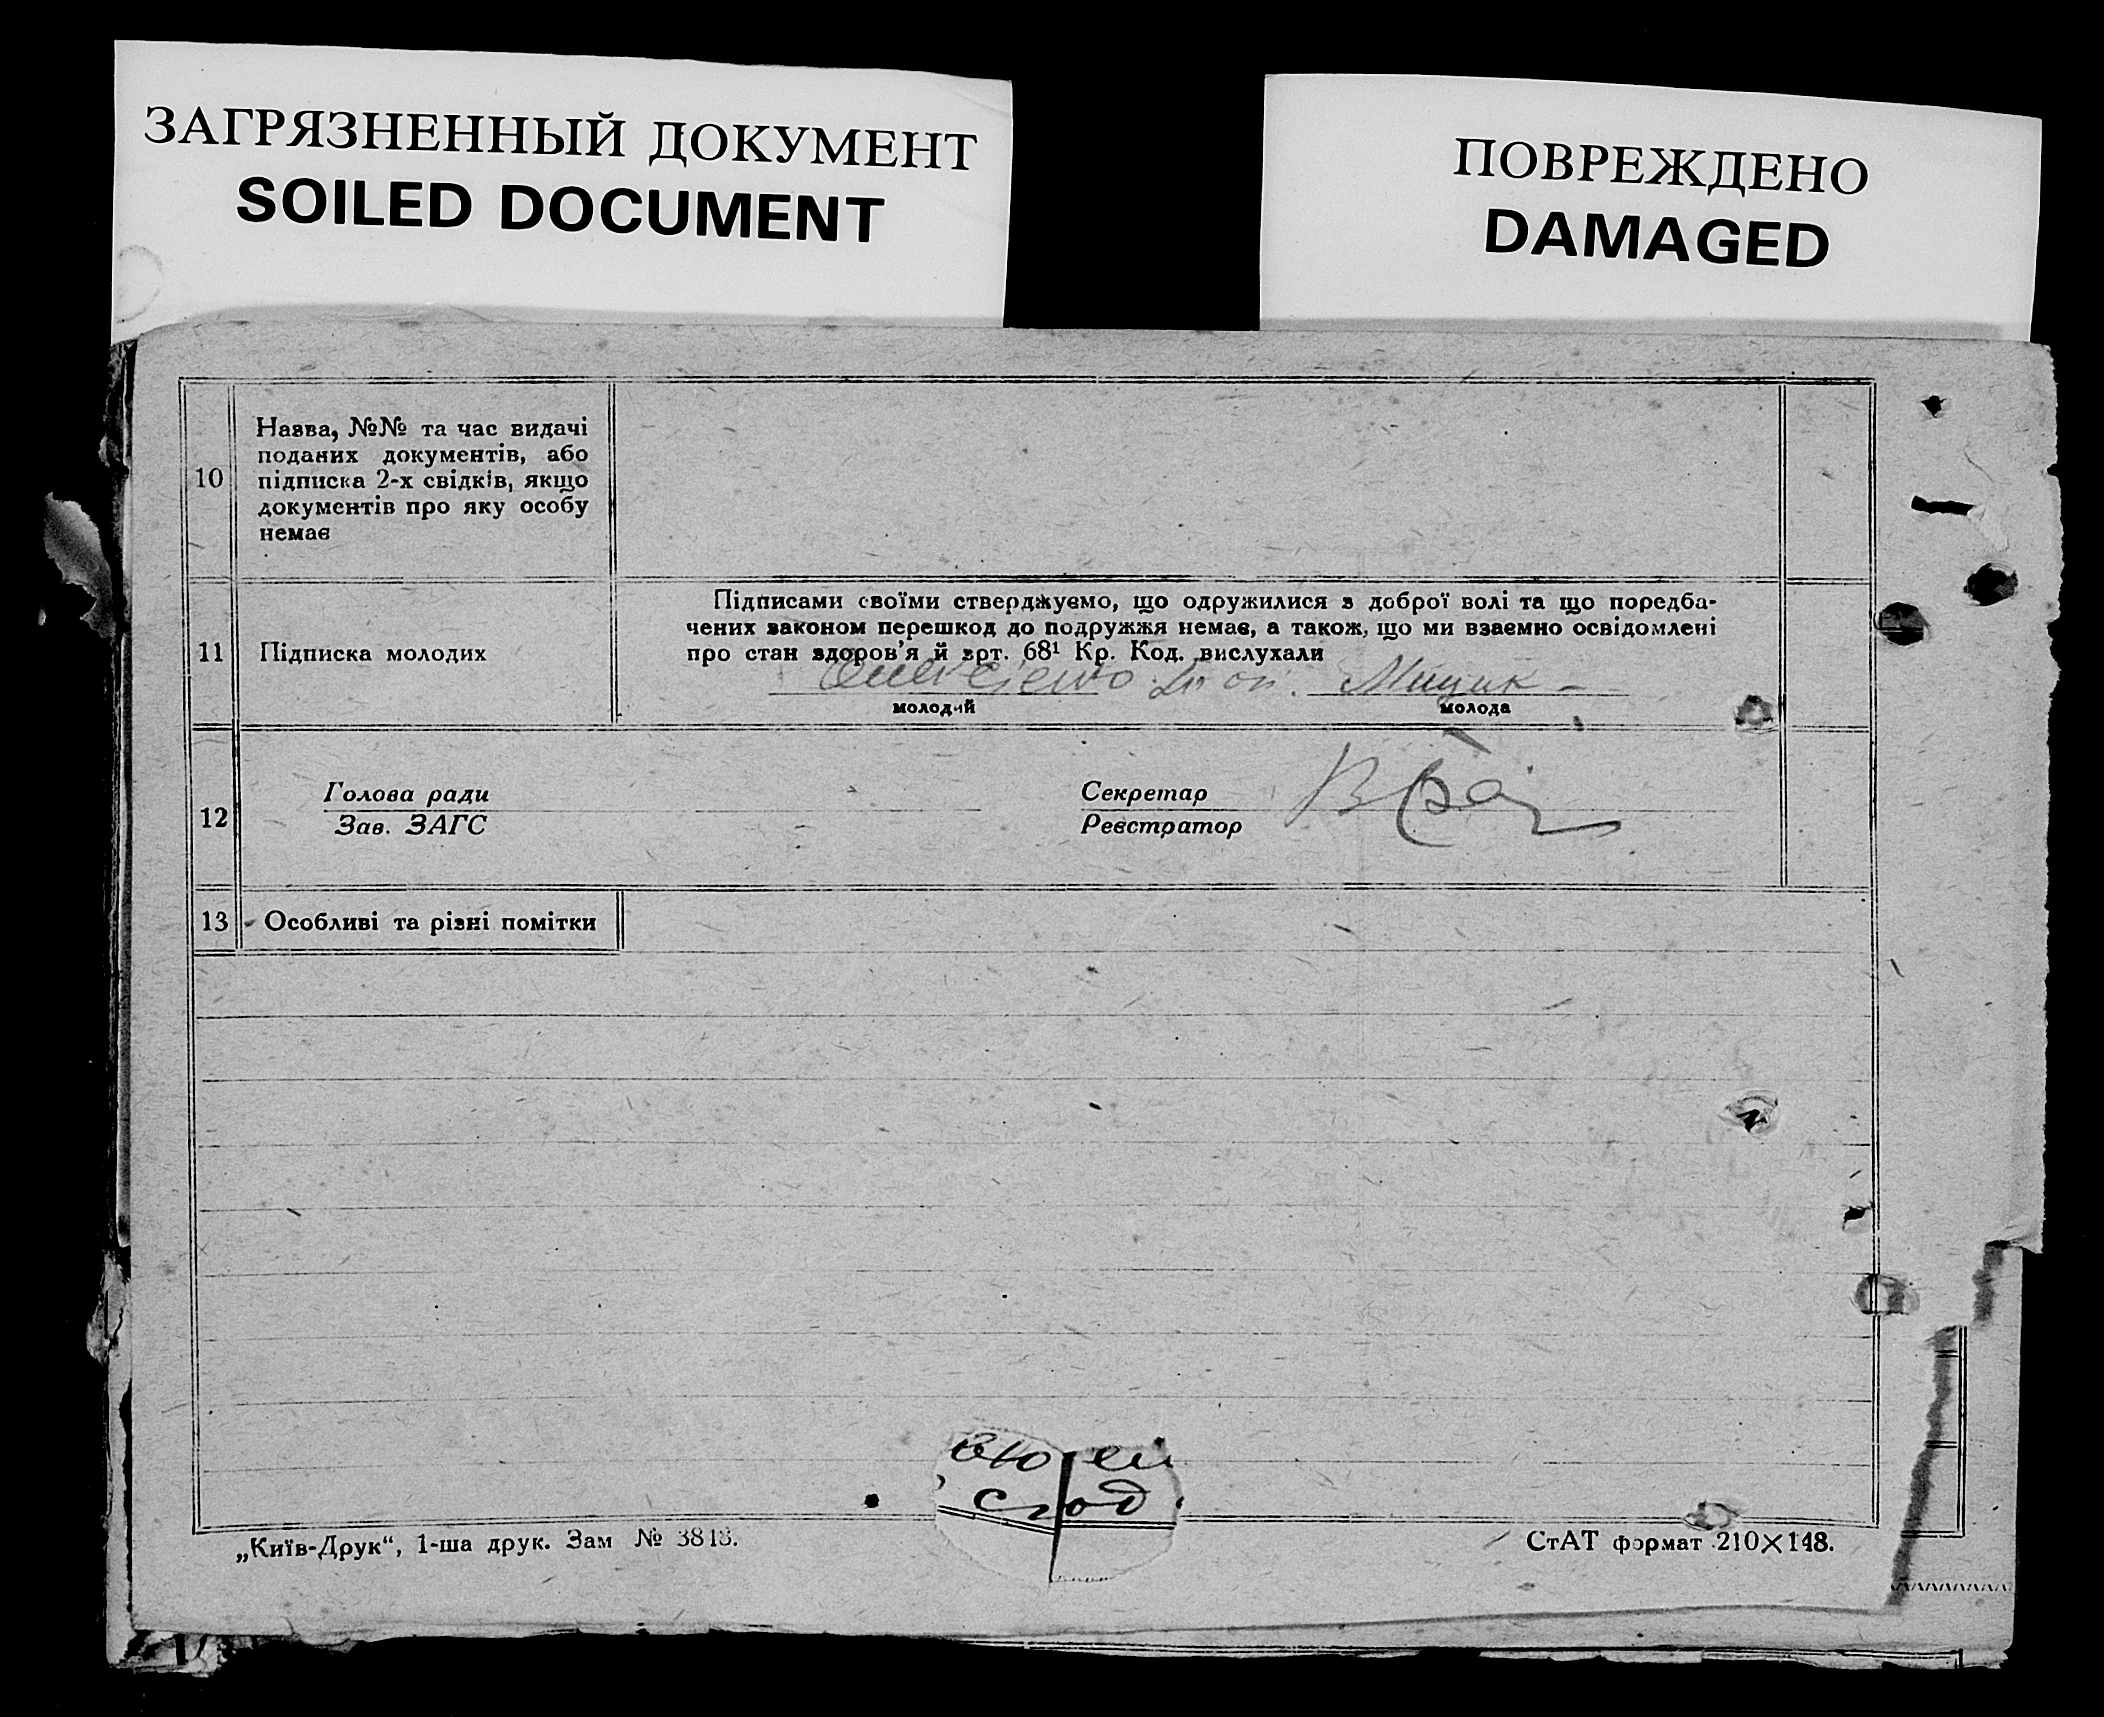 ЗАГРЯЗНЕННЫЙ ДОКУМЕНТ
SOILED DOCUMENT
ПОВРЕЖДЕНО
DAMAGED
10
Назва, №№ та час видачі
поданих документів, або
підписка 2-х свідків, якщо
документів про яку особу
немає
11
Підписка молодих
Підписами своїми стверджуємо, що одружилися з доброї волі та що поредба-
чених законом перешкод до подружжя немає, а також, що ми взаємно освідомлені
про стан здоров'я й арт. 68¹ Кр. Код. вислухали
Мицик
молодий
молода
12
Голова ради
Зав. ЗАГС
Секретар
Реєстратор
13
Особливі та різні помітки
„Київ-Друк“, 1-ша друк. Зам № 3813.
СтАТ формат 210×148.